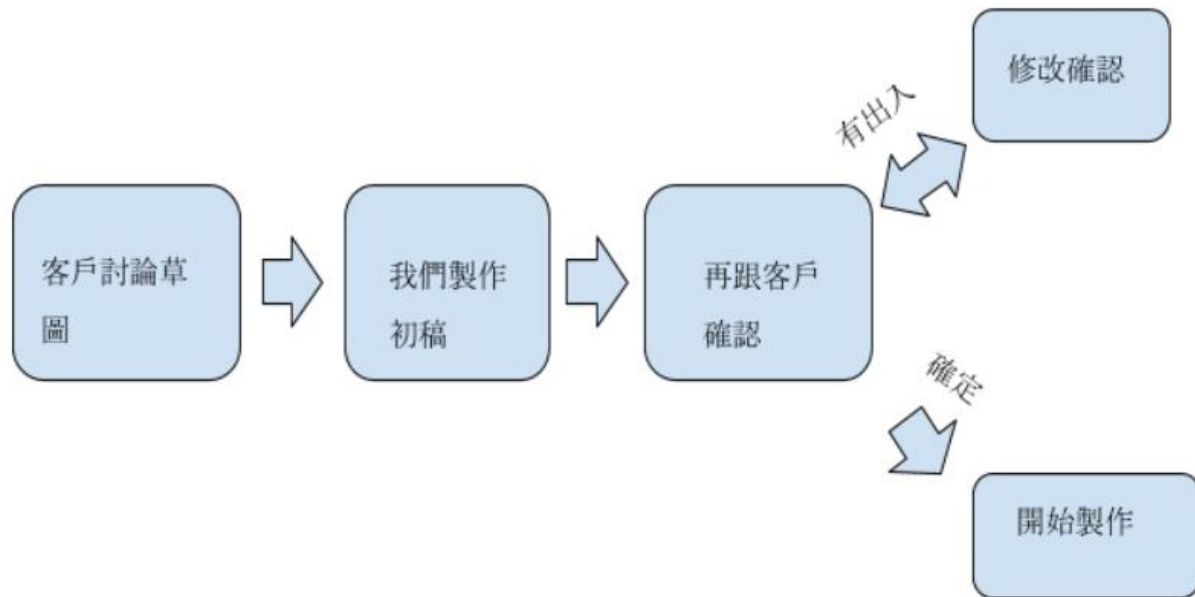 修改確認
有出入
客戶討論草
圖
我們製作
初稿
再跟客戶
確認
確定
開始製作